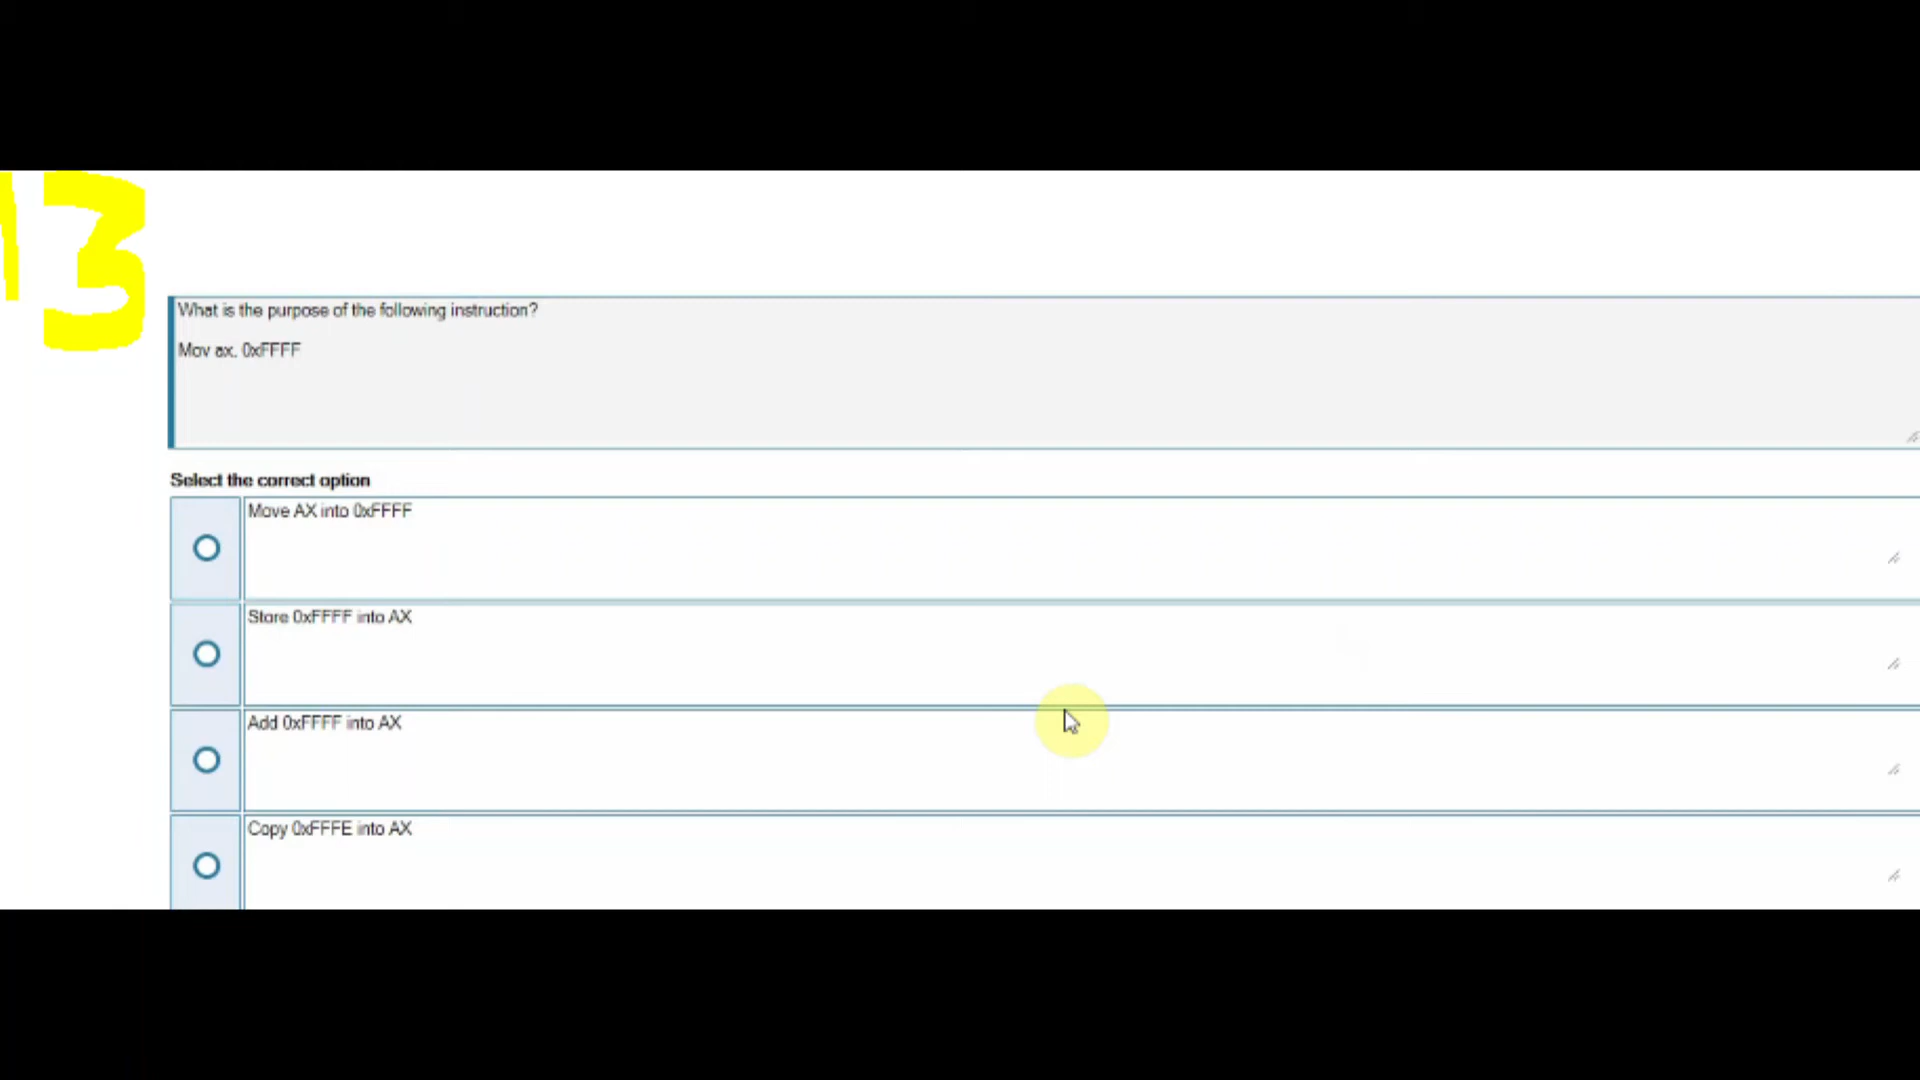 13
What is the purpose of the following instruction?
Mov ax, 0xFFFF
Select the correct option
Move AX into 0xFFFF
Store 0xFFFF into AX
Add 0xFFFF into AX
Copy 0xFFFE into AX